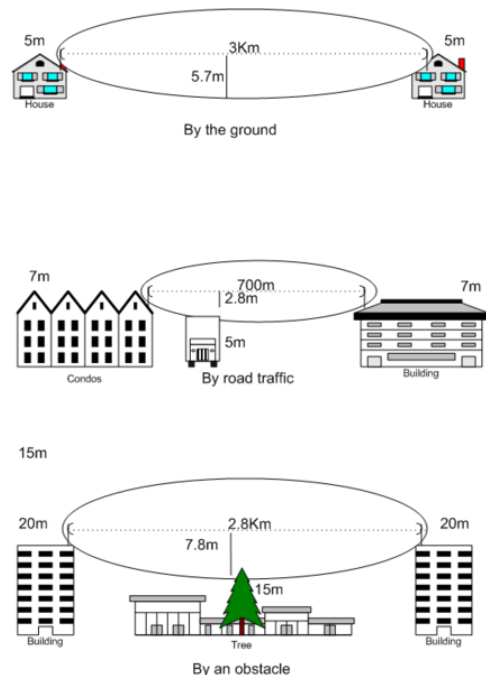 5m 5m
3Km
5.7m
House House
By the ground
7m 7m
700m
2.8m
5m
Condos Building
By road traffic
15m
20m 20m
2.8Km
7.8m
15m
Building Tree Building
By an obstacle